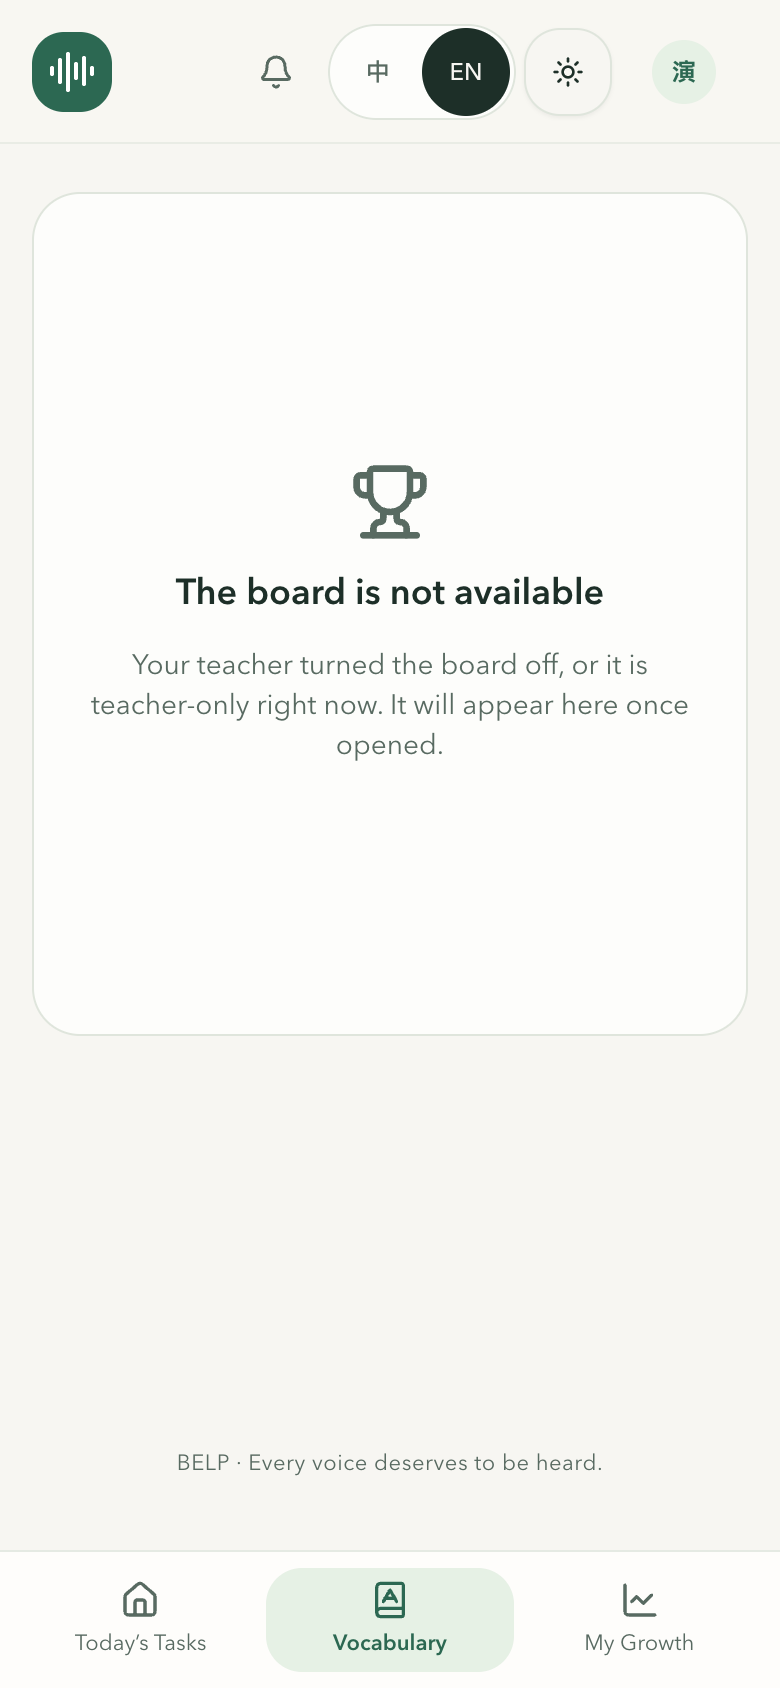 中 EN 演
The board is not available
Your teacher turned the board off, or it is
teacher-only right now. It will appear here once
opened.
BELP · Every voice deserves to be heard.
Today's Tasks Vocabulary My Growth